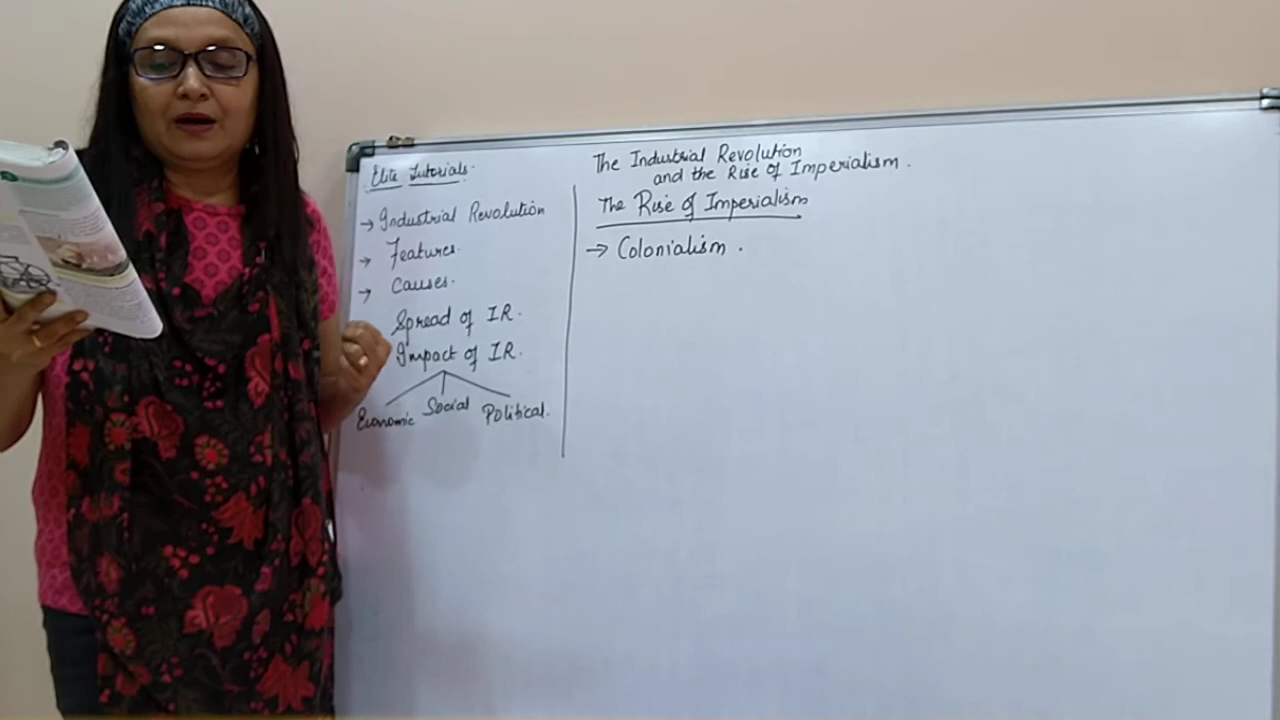 Elite Tutorials.
→ Industrial Revolution
→ Features.
→ Causes.
Spread of IR.
Impact of IR.
Economic Social Political.
The Industrial Revolution
and the Rise of Imperialism.
The Rise of Imperialism
→ Colonialism.